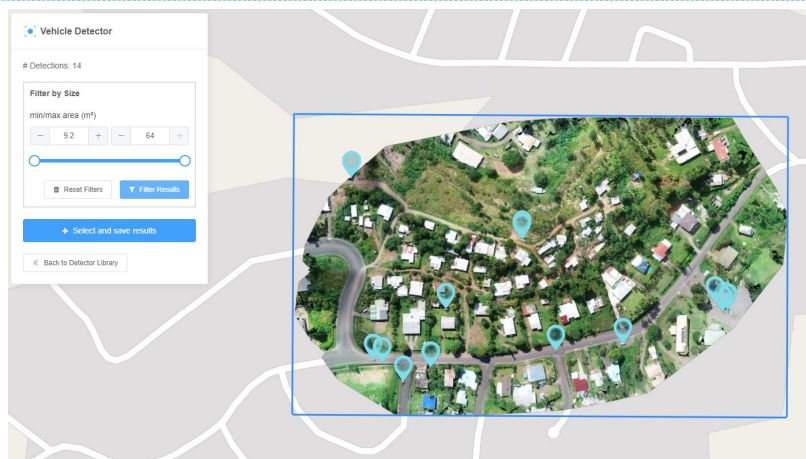 Vehicle Detector
# Detections: 14
Filter by Size
min/max area (m²)
− 9.2 + − 64 +
Reset Filters
Filter Results
+ Select and save results
Back to Detector Library